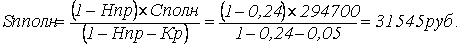 Sпполн = (1–Нпр)×Сполн / (1–Нпр–Кр) = (1–0,24)×294700 / 1–0,24–0,05 = 31545руб.